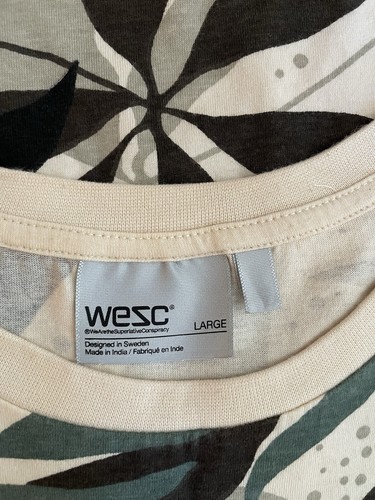 wesc®
@WeAretheSuperlativeConspiracy
LARGE
Designed in Sweden
Made in India / Fabriqué en Inde